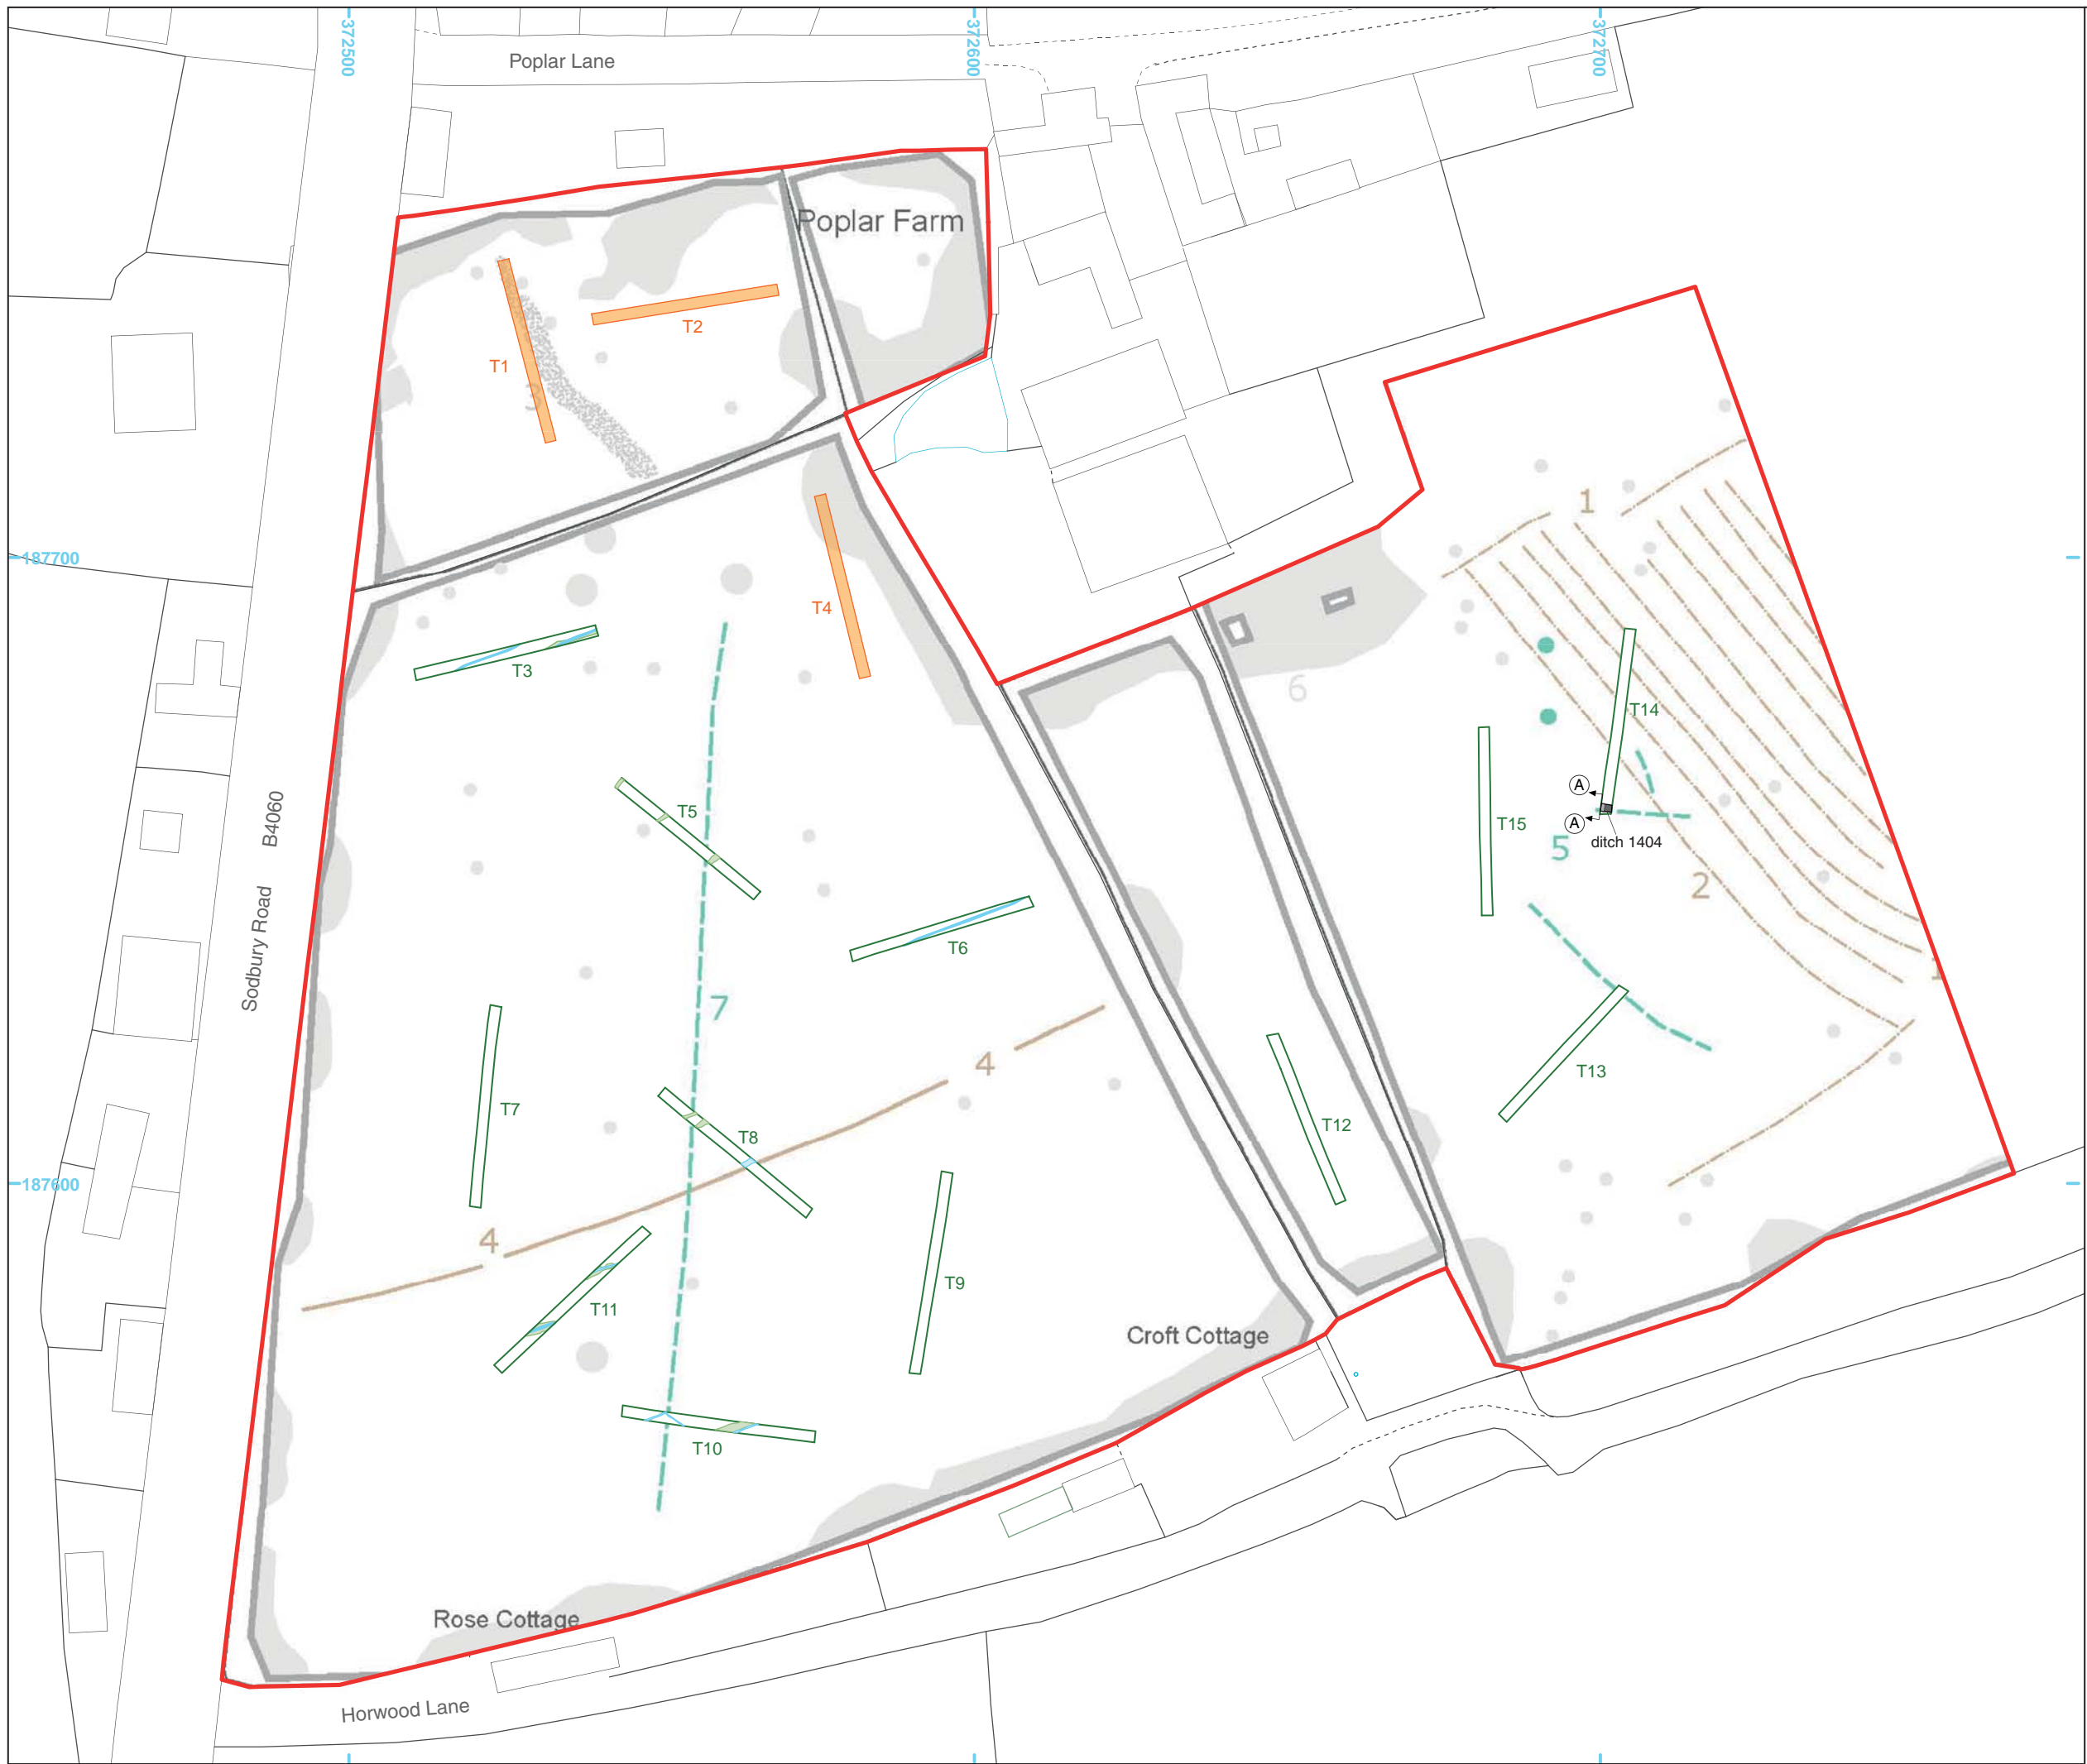 372500
372600
372700
Poplar Lane
Poplar Farm
T2
T1
3
1
187700
T4
T3
6
T14
A
T5
T15
A
ditch 1404
5
B4060
2
Sodbury Road
T6
1
7
4
T13
T7
T12
T8
187600
4
T9
T11
Croft Cottage
T10
Rose Cottage
Horwood Lane